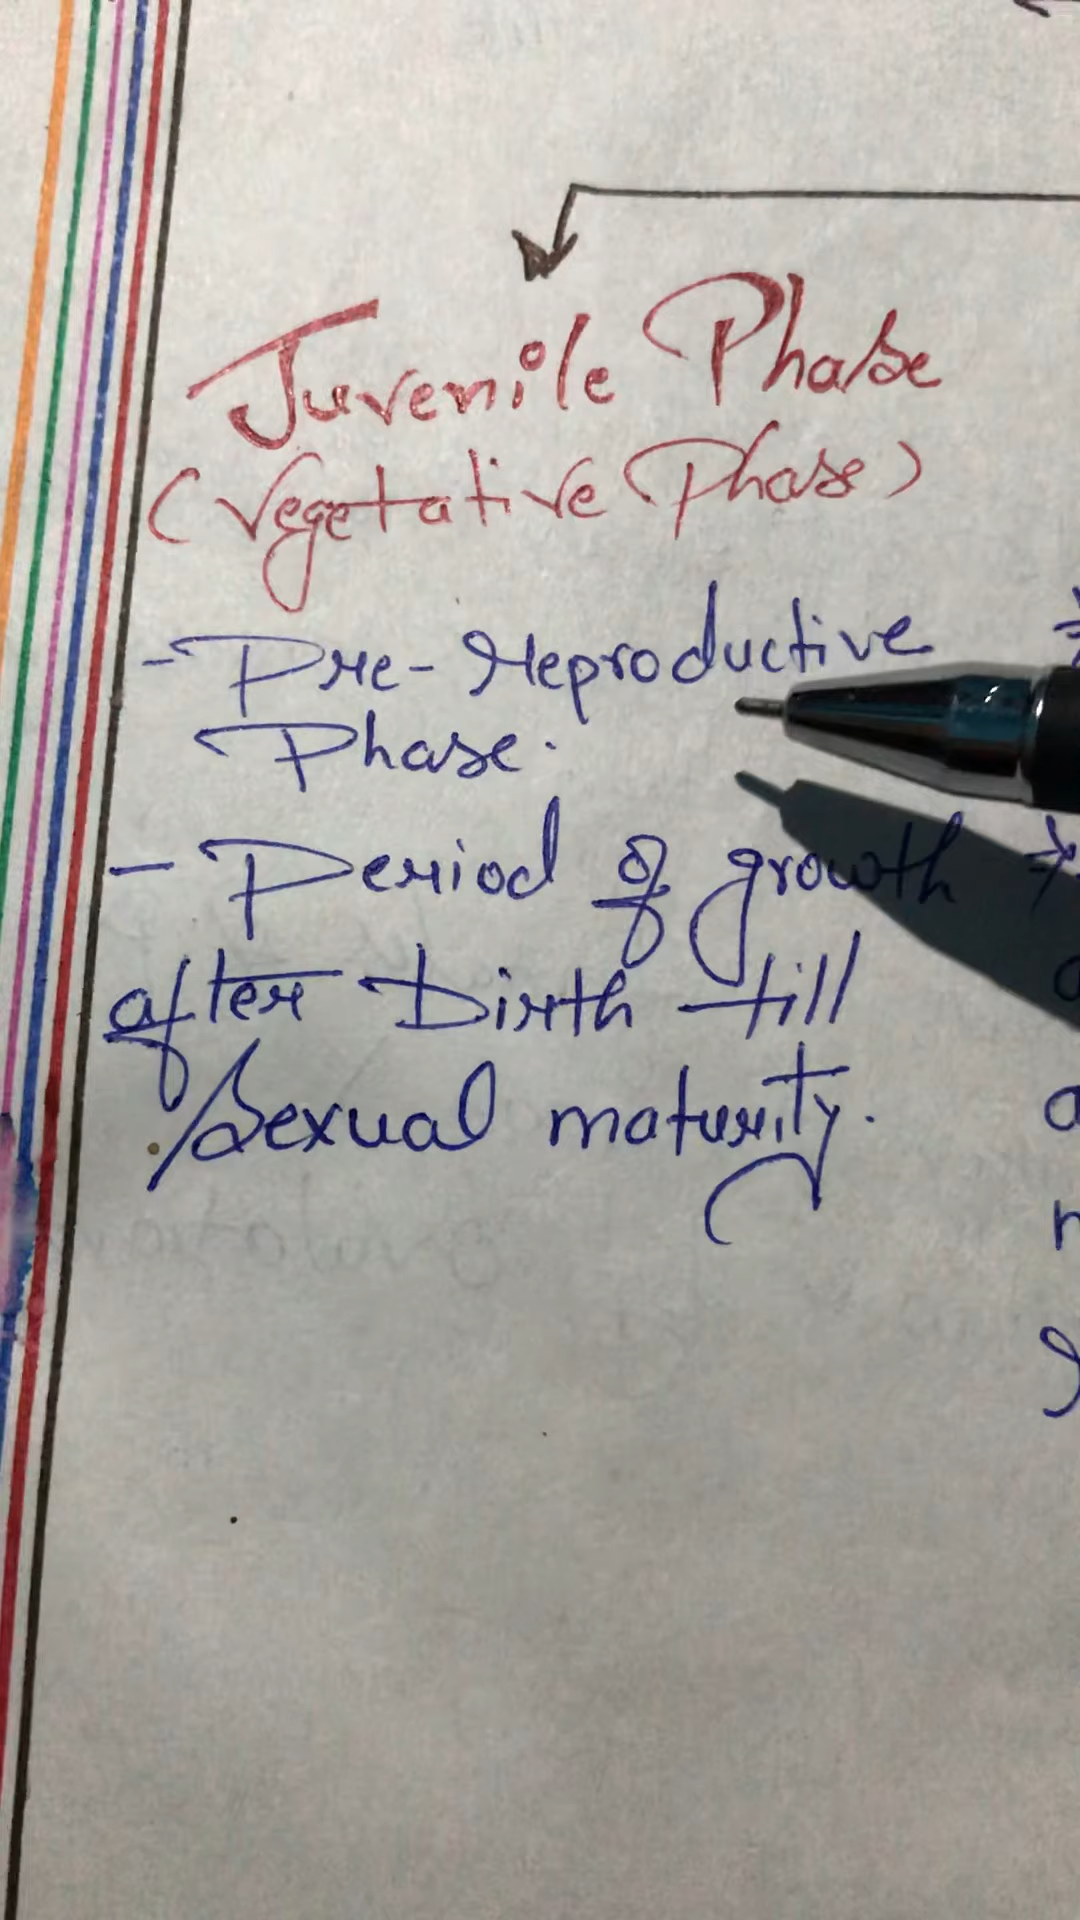 Juvenile Phase
(Vegetative Phase)
- Pre-reproductive
Phase.
- Period of growth
after birth till
sexual maturity.